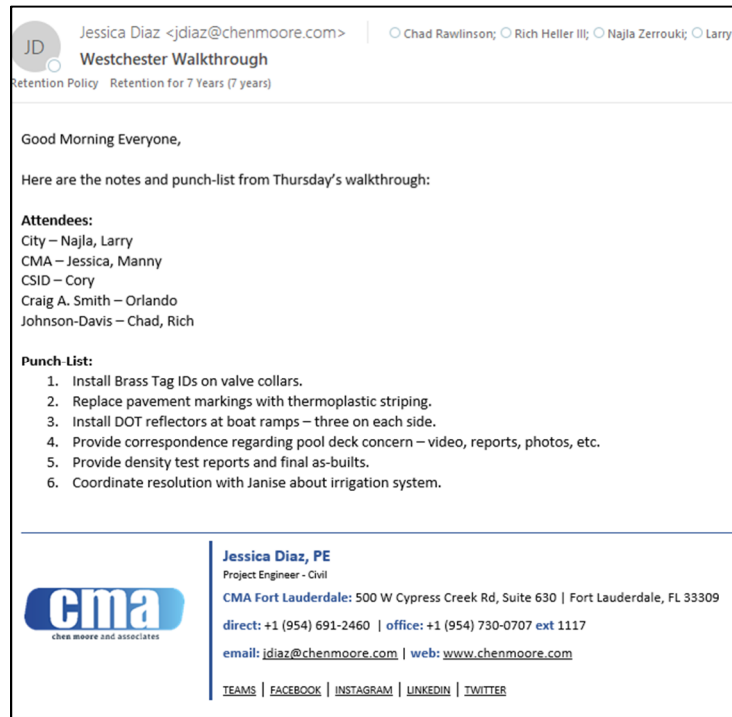 JD
Jessica Diaz <jdiaz@chenmoore.com>
Chad Rawlinson; Rich Heller III; Najla Zerrouki; Larry
Westchester Walkthrough
Retention Policy Retention for 7 Years (7 years)
Good Morning Everyone,
Here are the notes and punch-list from Thursday's walkthrough:
Attendees:
City – Najla, Larry
CMA – Jessica, Manny
CSID – Cory
Craig A. Smith – Orlando
Johnson-Davis – Chad, Rich
Punch-List:
1. Install Brass Tag IDs on valve collars.
2. Replace pavement markings with thermoplastic striping.
3. Install DOT reflectors at boat ramps – three on each side.
4. Provide correspondence regarding pool deck concern – video, reports, photos, etc.
5. Provide density test reports and final as-builts.
6. Coordinate resolution with Janise about irrigation system.
cma
chen moore and associates
Jessica Diaz, PE
Project Engineer - Civil
CMA Fort Lauderdale: 500 W Cypress Creek Rd, Suite 630 | Fort Lauderdale, FL 33309
direct: +1 (954) 691-2460 | office: +1 (954) 730-0707 ext 1117
email: jdiaz@chenmoore.com | web: www.chenmoore.com
TEAMS | FACEBOOK | INSTAGRAM | LINKEDIN | TWITTER